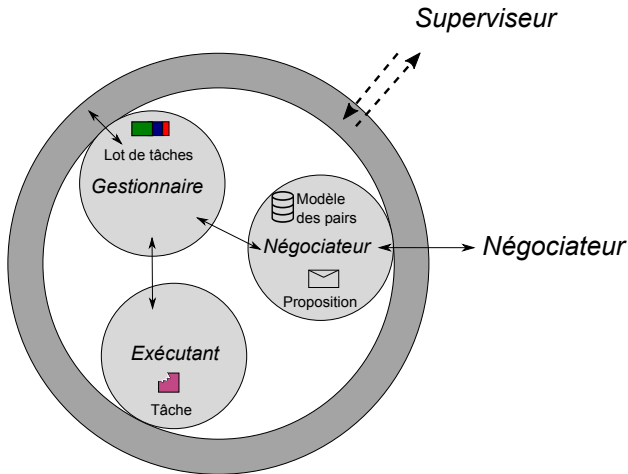 Superviseur
Lot de tâches
Gestionnaire
Modèle
des pairs
Négociateur
Négociateur
Proposition
Exécutant
Tâche